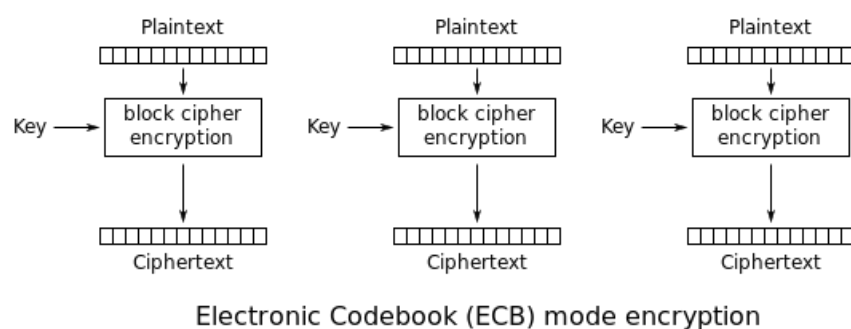 Plaintext
Plaintext
Plaintext
Key
block cipher
encryption
Key
block cipher
encryption
Key
block cipher
encryption
Ciphertext
Ciphertext
Ciphertext
Electronic Codebook (ECB) mode encryption